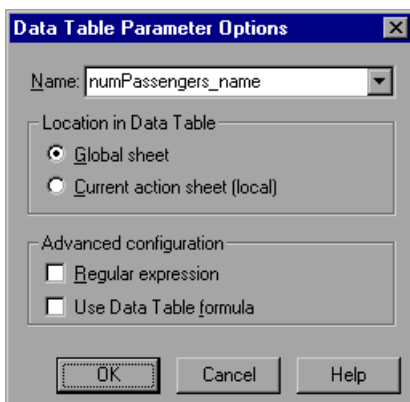 Data Table Parameter Options
Name: numPassengers_name
Location in Data Table
Global sheet
Current action sheet (local)
Advanced configuration
Regular expression
Use Data Table formula
OK Cancel Help